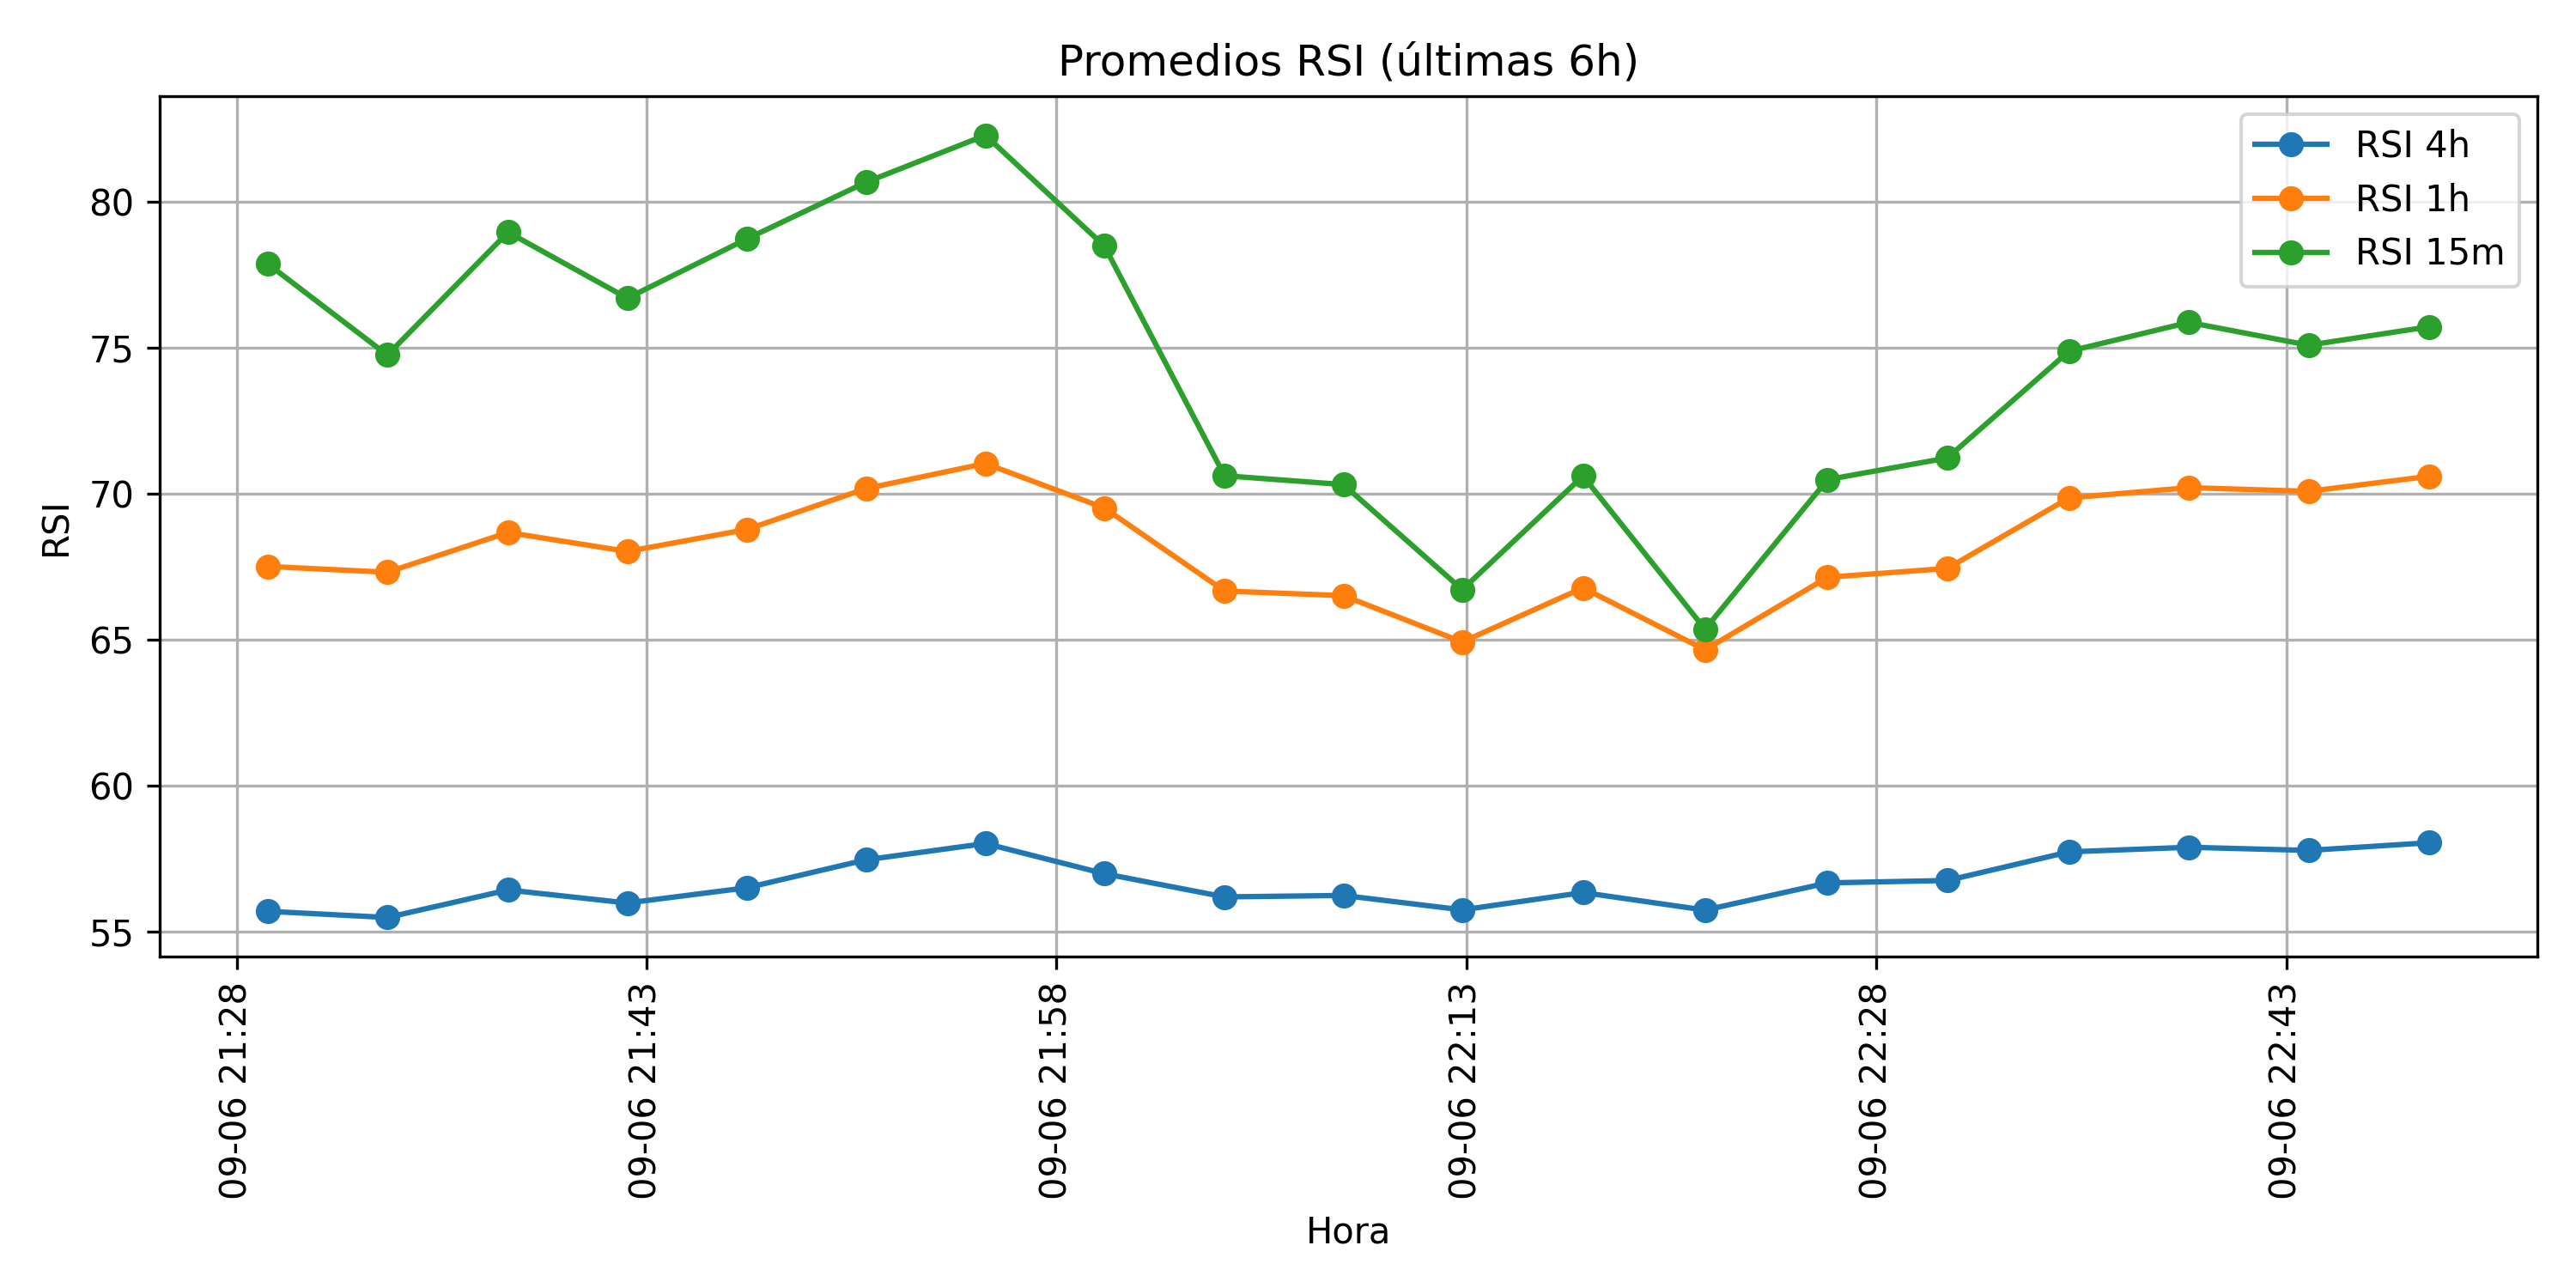 Promedios RSI (últimas 6h)
RSI 4h
RSI 1h
RSI 15m
RSI
80
75
70
65
60
55
09-06 21:28
09-06 21:43
09-06 21:58
09-06 22:13
09-06 22:28
09-06 22:43
Hora